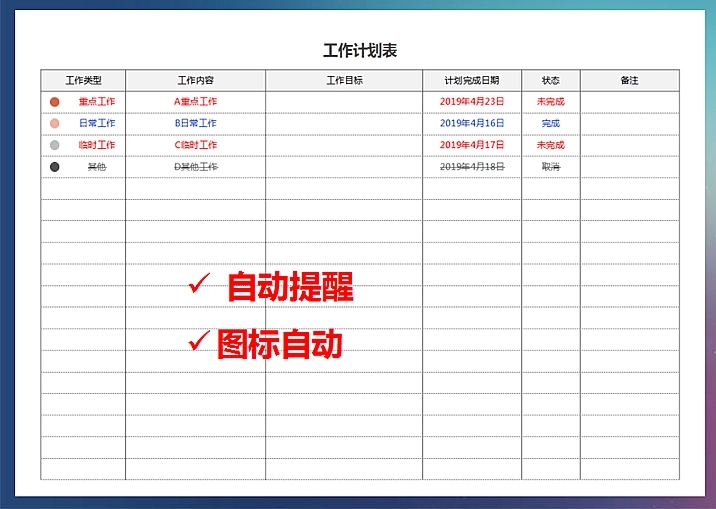 工作计划表
工作类型 工作内容 工作目标 计划完成日期 状态 备注
重点工作 A重点工作 2019年4月23日 未完成
日常工作 B日常工作 2019年4月16日 完成
临时工作 C临时工作 2019年4月17日 未完成
其他 D其他工作 2019年4月18日 取消
✓ 自动提醒
✓ 图标自动